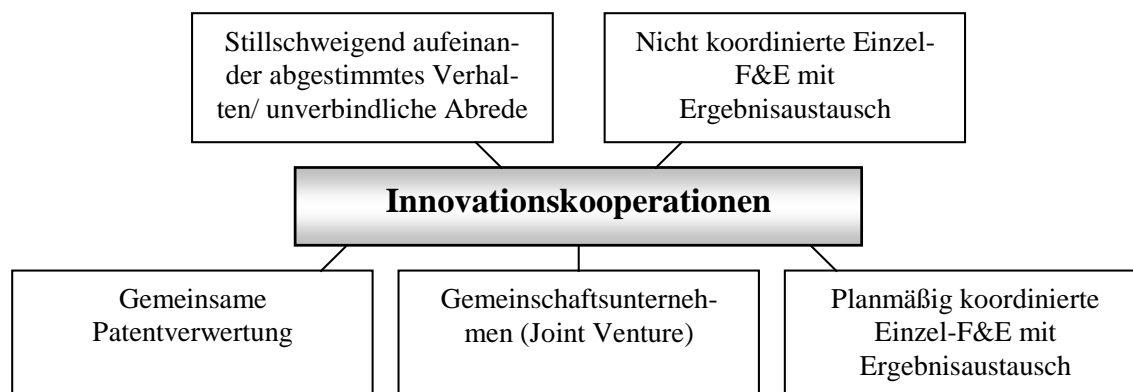 Stillschweigend aufeinan-
der abgestimmtes Verhal-
ten/ unverbindliche Abrede
Nicht koordinierte Einzel-
F&E mit
Ergebnisaustausch
Innovationskooperationen
Gemeinsame
Patentverwertung
Gemeinschaftsunterneh-
men (Joint Venture)
Planmäßig koordinierte
Einzel-F&E mit
Ergebnisaustausch